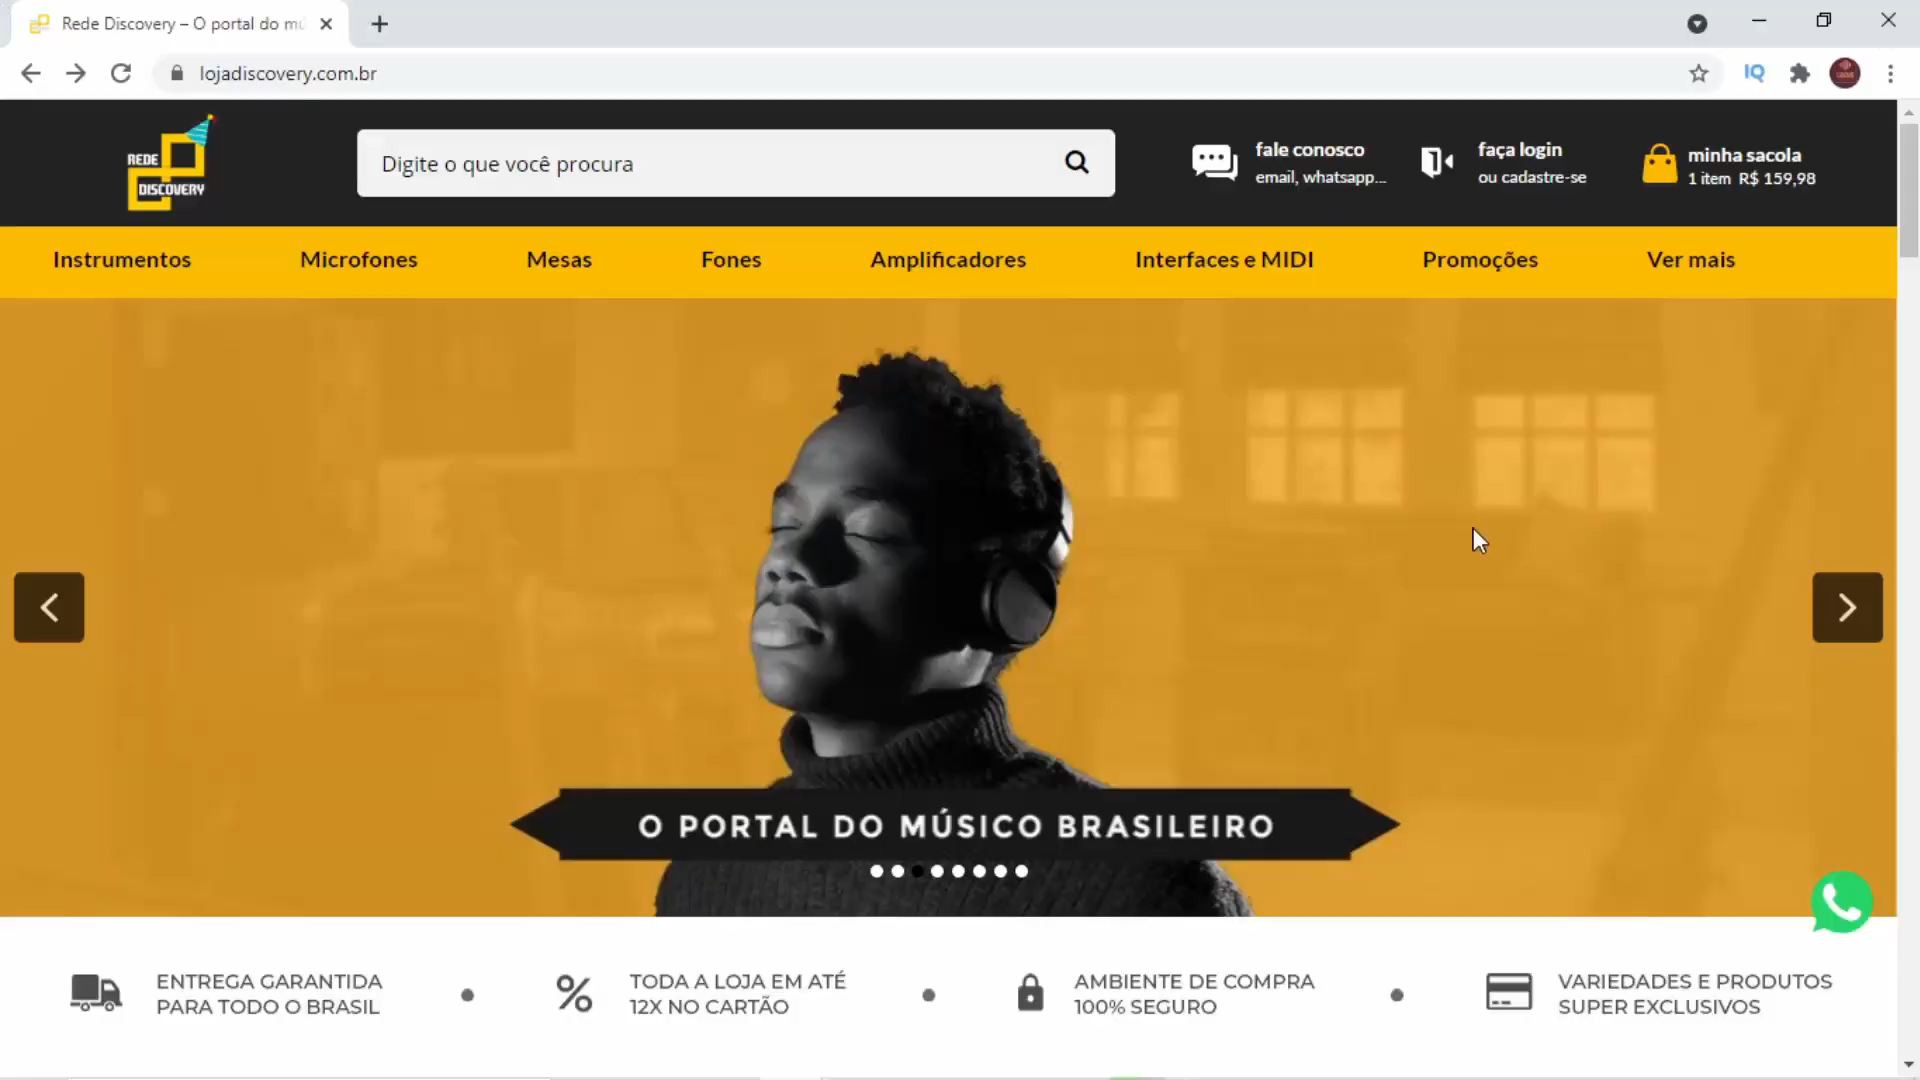 Rede Discovery – O portal do mú
lojadiscovery.com.br
IQ
REDE
DISCOVERY
Digite o que você procura
fale conosco
email, whatsapp...
faça login
ou cadastre-se
minha sacola
1 item R$ 159,98
Instrumentos
Microfones
Mesas
Fones
Amplificadores
Interfaces e MIDI
Promoções
Ver mais
O PORTAL DO MÚSICO BRASILEIRO
ENTREGA GARANTIDA
PARA TODO O BRASIL
TODA A LOJA EM ATÉ
12X NO CARTÃO
AMBIENTE DE COMPRA
100% SEGURO
VARIEDADES E PRODUTOS
SUPER EXCLUSIVOS